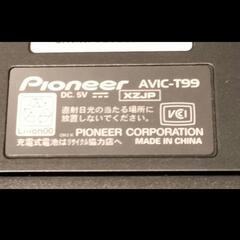 Pioneer AVIC-T99
DC. 5V ⎓ XZJP
直射日光の当たる場所に
放置しないでください。
VCCI
Li-ion00
PIONEER CORPORATION
充電式電池はリサイクル協力店へ
MADE IN CHINA